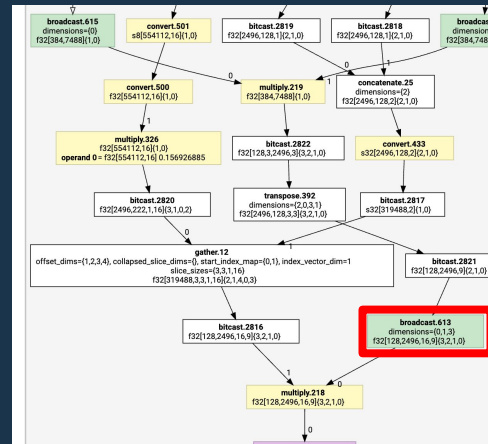 broadcast.615
dimensions={0}
f32[384,7488]{1,0}
convert.501
s8[554112,16]{1,0}
bitcast.2819
f32[2496,128,1]{2,1,0}
bitcast.2818
f32[2496,128,1]{2,1,0}
0
1
0
1
convert.500
f32[554112,16]{1,0}
multiply.219
f32[384,7488]{1,0}
concatenate.25
dimensions={2}
f32[2496,128,2]{2,1,0}
1
multiply.326
f32[554112,16]{1,0}
operand 0 = f32[554112,16] 0.156926885
bitcast.2822
f32[128,3,2496,3]{3,2,1,0}
convert.433
s32[2496,128,2]{2,1,0}
bitcast.2820
f32[2496,222,1,16]{3,1,0,2}
transpose.392
dimensions={2,0,3,1}
f32[2496,128,3,3]{3,2,1,0}
bitcast.2817
s32[319488,2]{1,0}
0
1
gather.12
offset_dims={1,2,3,4}, collapsed_slice_dims={}, start_index_map={0,1}, index_vector_dim=1
slice_sizes={3,3,1,16}
f32[319488,3,3,1,16]{2,1,4,0,3}
bitcast.2821
f32[128,2496,9]{2,1,0}
bitcast.2816
f32[128,2496,16,9]{3,2,1,0}
broadcast.613
dimensions={0,1,3}
f32[128,2496,16,9]{3,2,1,0}
1
0
multiply.218
f32[128,2496,16,9]{3,2,1,0}
0